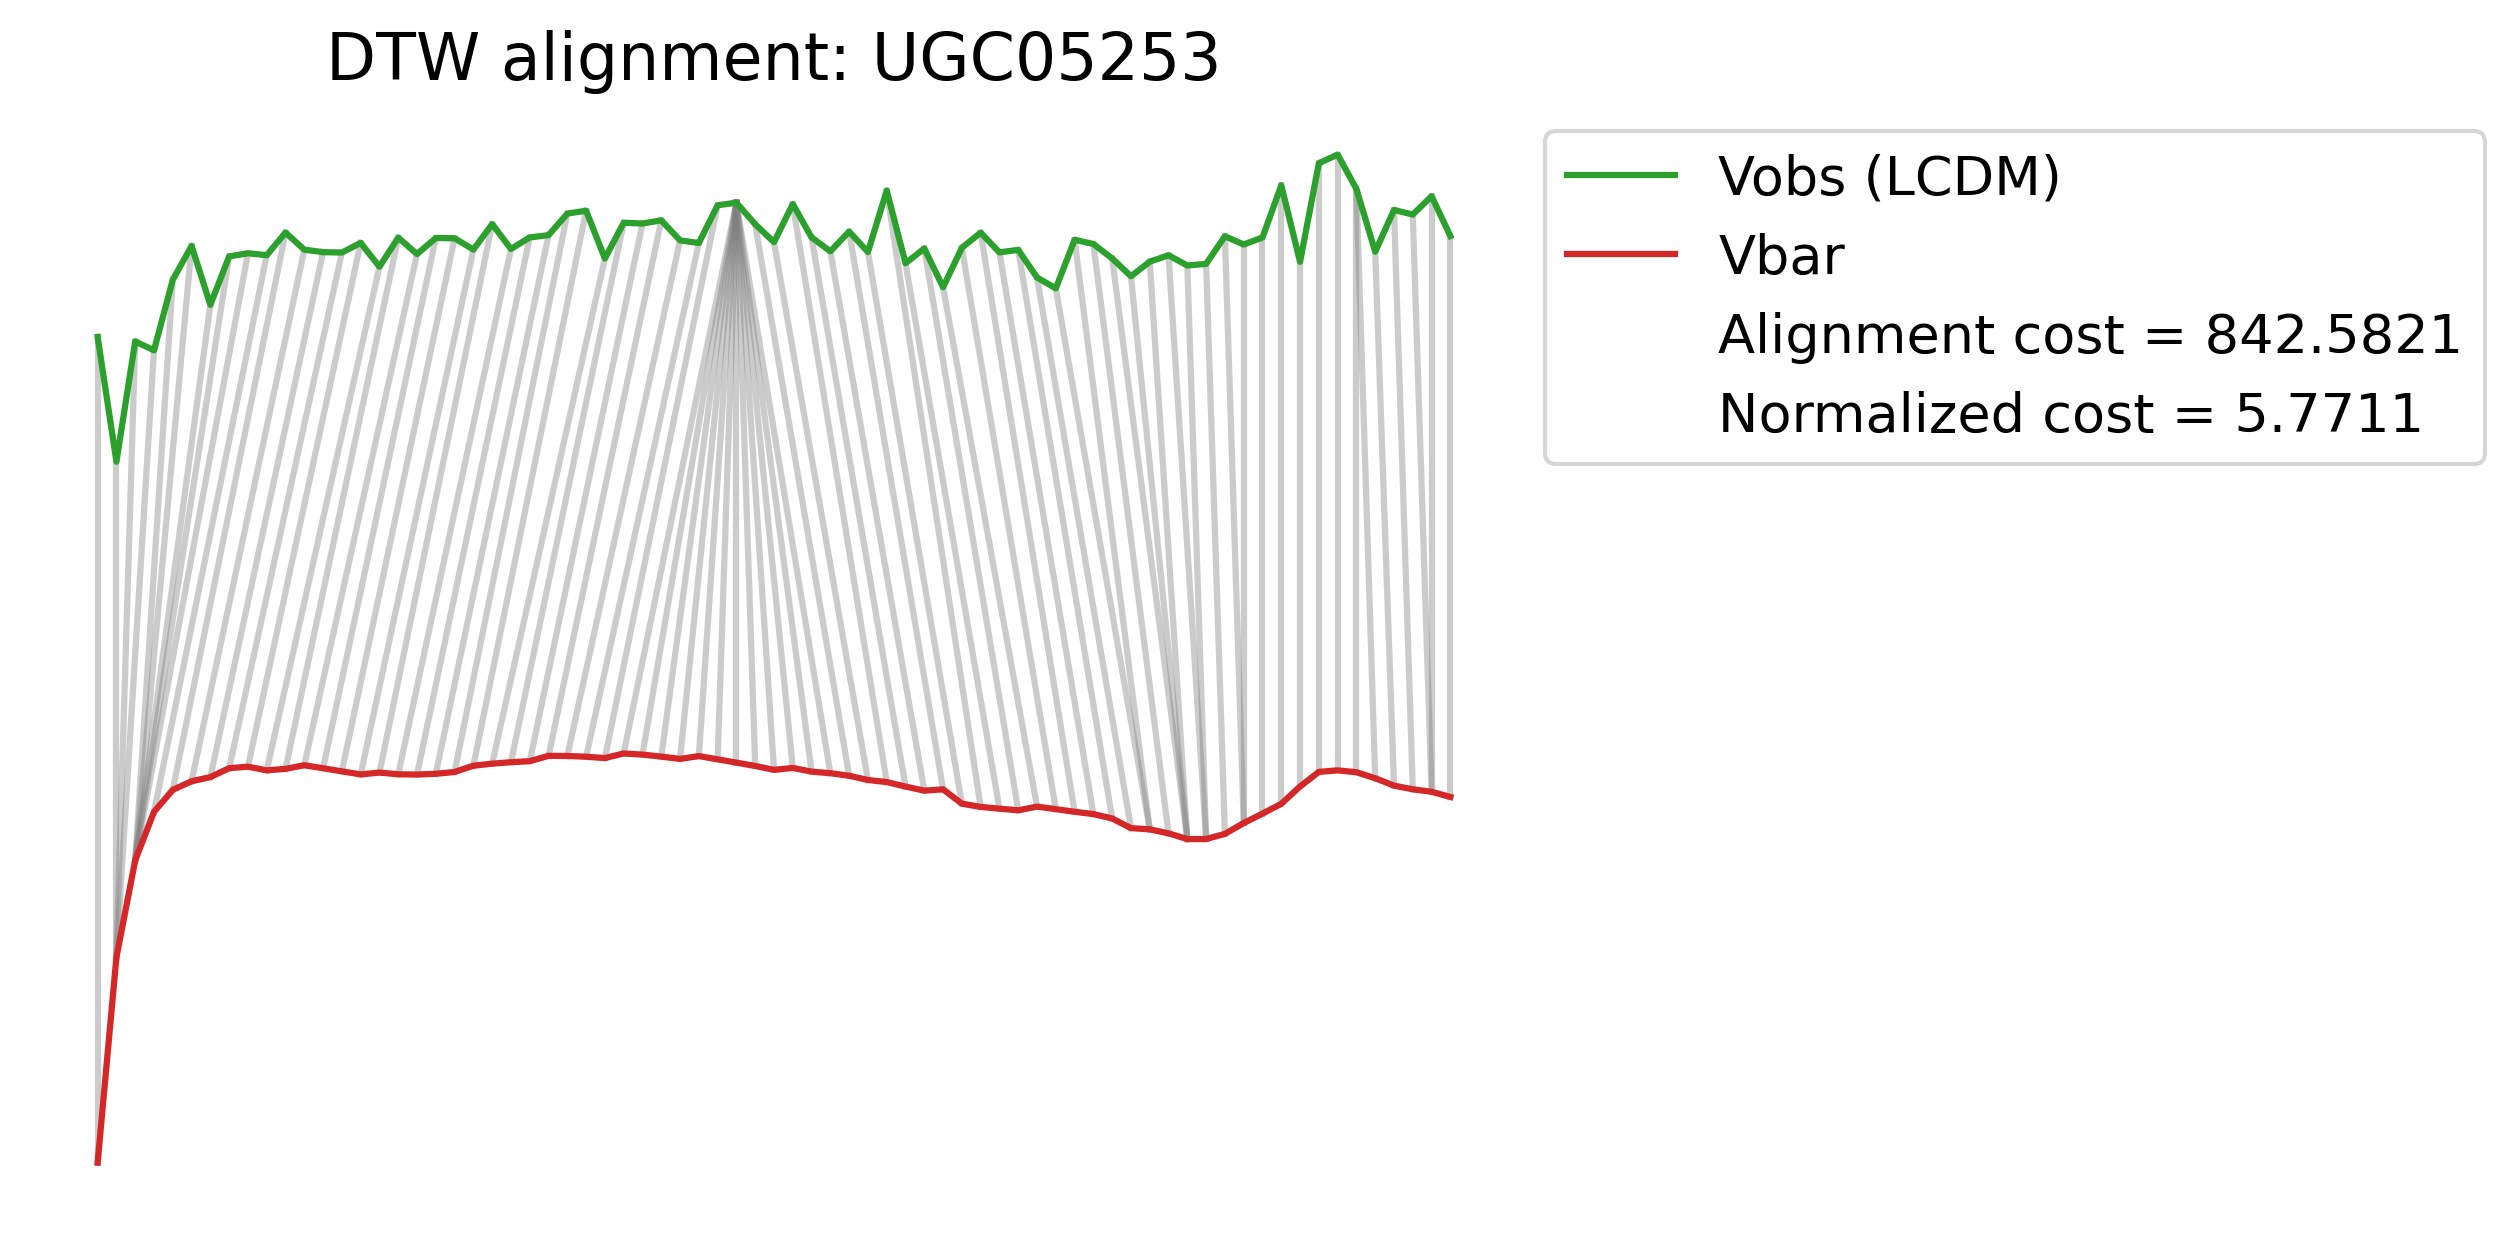 DTW alignment: UGC05253
Vobs (LCDM)
Vbar
Alignment cost = 842.5821
Normalized cost = 5.7711